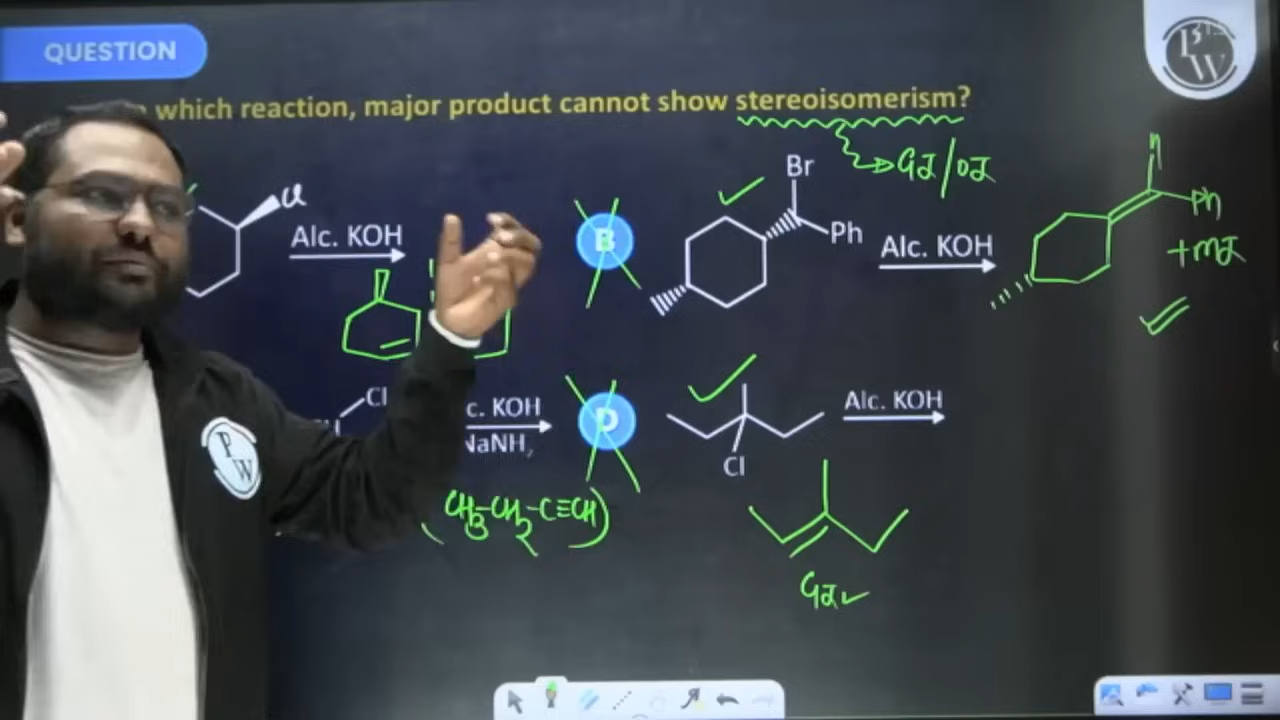 QUESTION
which reaction, major product cannot show stereoisomerism?
GI/OI
Cl
Alc. KOH
B
Br
Ph
Alc. KOH
H
Ph
+MI
Cl
c. KOH
NaNH₂
CH₃-CH₂-C≡CH
D
Cl
Alc. KOH
GI
P
W
P
W